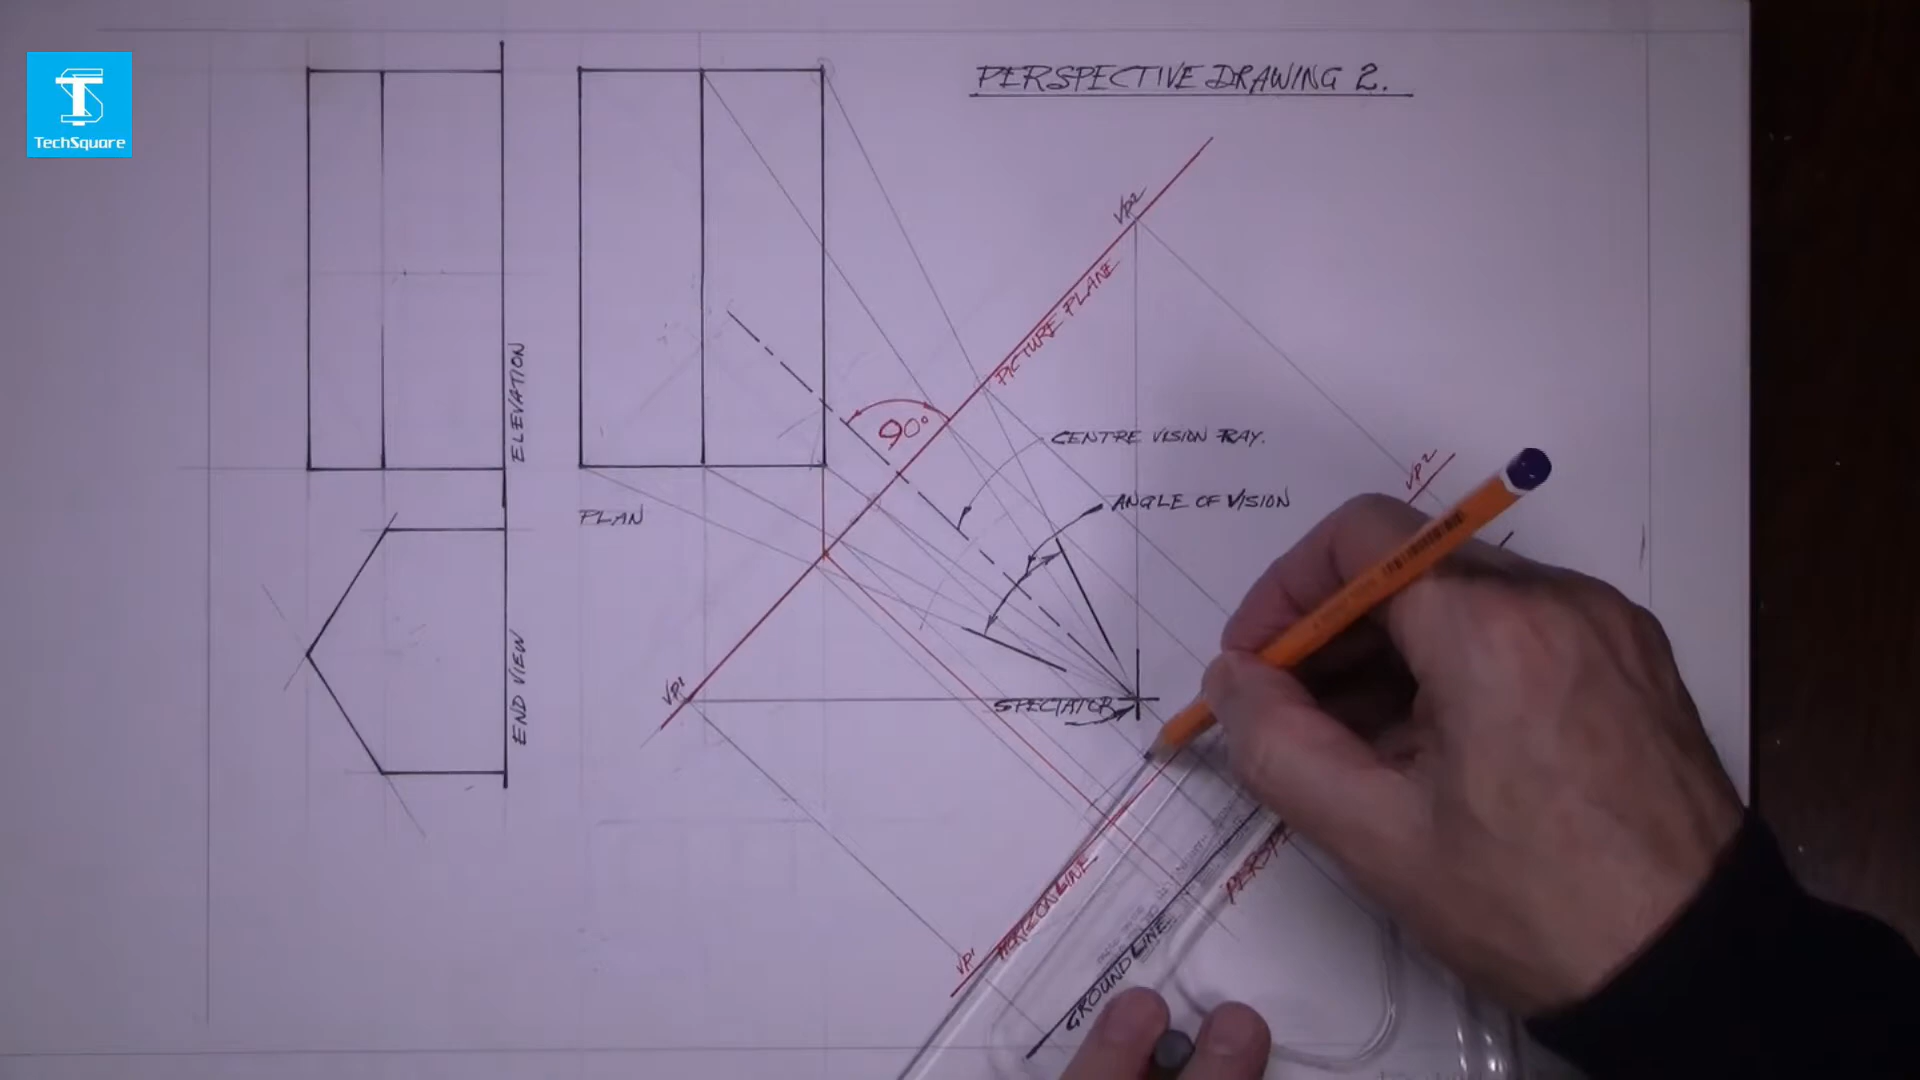 TechSquare
PERSPECTIVE DRAWING 2.
VP2
PICTURE PLANE
ELEVATION
90°
CENTRE VISION RAY.
VP2
ANGLE OF VISION
PLAN
END VIEW
VP1
SPECTATOR
HORIZON LINE
VP1
GROUND LINE